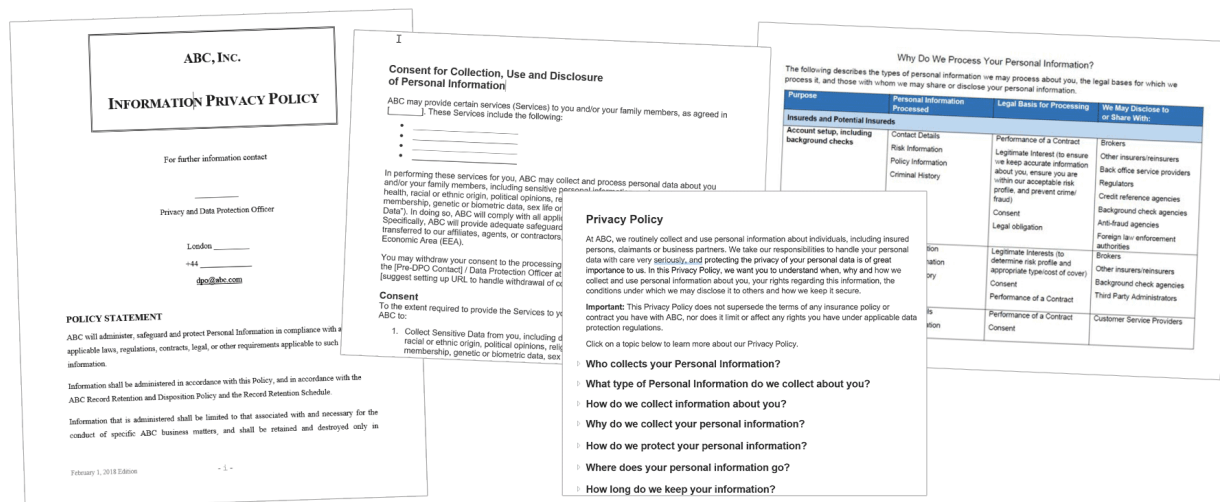 ABC, INC.
INFORMATION PRIVACY POLICY
For further information contact
Privacy and Data Protection Officer
London
+44
dpo@abc.com
POLICY STATEMENT
ABC will administer, safeguard and protect Personal Information in compliance with a
applicable laws, regulations, contracts, legal, or other requirements applicable to such
information.
Information shall be administered in accordance with this Policy, and in accordance with the
ABC Record Retention and Disposition Policy and the Record Retention Schedule.
Information that is administered shall be limited to that associated with and necessary for the
conduct of specific ABC business matters, and shall be retained and destroyed only in
February 1, 2018 Edition
- i -
Consent for Collection, Use and Disclosure
of Personal Information
ABC may provide certain services (Services) to you and/or your family members, as agreed in
[_______]. These Services include the following:
In performing these services for you, ABC may collect and process personal data about you
and/or your family members, including sensitive personal
health, racial or ethnic origin, political opinions, re
membership, genetic or biometric data, sex life or
Data"). In doing so, ABC will comply with all appli
Specifically, ABC will provide adequate safeguard
transferred to our affiliates, agents, or contractors,
Economic Area (EEA).
You may withdraw your consent to the processing
the [Pre-DPO Contact] / Data Protection Officer at
[suggest setting up URL to handle withdrawal of co
Consent
To the extent required to provide the Services to yo
ABC to:
1. Collect Sensitive Data from you, including d
racial or ethnic origin, political opinions, relig
membership, genetic or biometric data, sex
Privacy Policy
At ABC, we routinely collect and use personal information about individuals, including insured
persons, claimants or business partners. We take our responsibilities to handle your personal
data with care very seriously, and protecting the privacy of your personal data is of great
importance to us. In this Privacy Policy, we want you to understand when, why and how we
collect and use personal information about you, your rights regarding this information, the
conditions under which we may disclose it to others and how we keep it secure.
Important: This Privacy Policy does not supersede the terms of any insurance policy or
contract you have with ABC, nor does it limit or affect any rights you have under applicable data
protection regulations.
Click on a topic below to learn more about our Privacy Policy.
Who collects your Personal Information?
What type of Personal Information do we collect about you?
How do we collect information about you?
Why do we collect your personal information?
How do we protect your personal information?
Where does your personal information go?
How long do we keep your information?
Why Do We Process Your Personal Information?
The following describes the types of personal information we may process about you, the legal bases for which we
process it, and those with whom we may share or disclose your personal information.
Purpose
Personal Information
Processed
Legal Basis for Processing
We May Disclose to
or Share With:
Insureds and Potential Insureds
Account setup, including
background checks
Contact Details
Risk Information
Policy Information
Criminal History
Performance of a Contract
Legitimate Interest (to ensure
we keep accurate information
about you, ensure you are
within our acceptable risk
profile, and prevent crime/
fraud)
Consent
Legal obligation
Brokers
Other insurers/reinsurers
Back office service providers
Regulators
Credit reference agencies
Background check agencies
Anti-fraud agencies
Foreign law enforcement
authorities
Legitimate Interests (to
determine risk profile and
appropriate type/cost of cover)
Consent
Performance of a Contract
Brokers
Other insurers/reinsurers
Background check agencies
Third Party Administrators
Performance of a Contract
Consent
Customer Service Providers